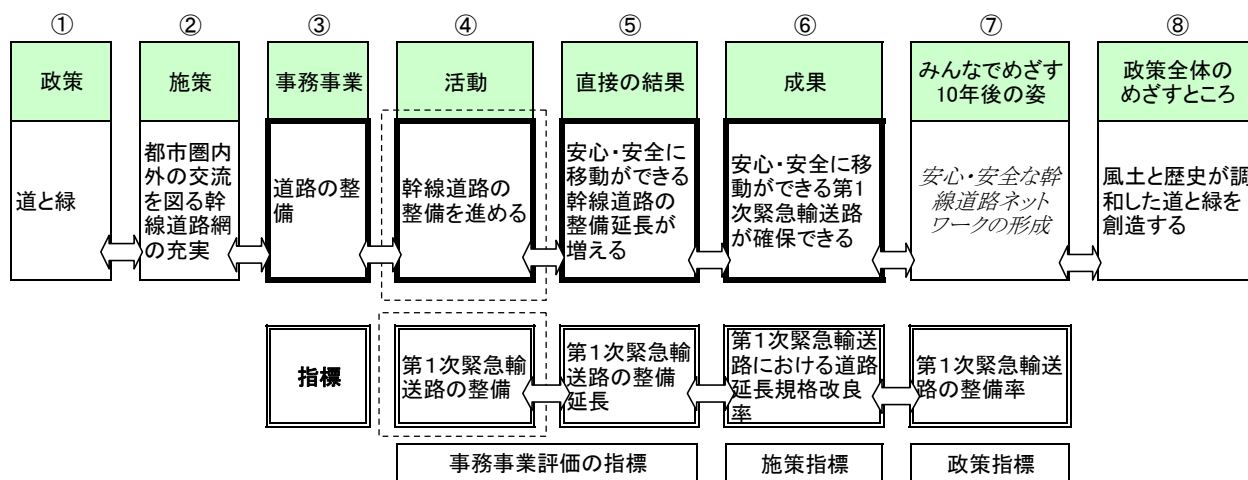 ① ② ③ ④ ⑤ ⑥ ⑦ ⑧
政策
施策
事務事業
活動
直接の結果
成果
みんなでめざす
10年後の姿
政策全体の
めざすところ
道と緑
都市圏内
外の交流
を図る幹
線道路網
の充実
道路の整
備
幹線道路の
整備を進める
安心・安全に
移動ができる
幹線道路の
整備延長が
増える
安心・安全に移
動ができる第1
次緊急輸送路
が確保できる
安心・安全な幹
線道路ネット
ワークの形成
風土と歴史が調
和した道と緑を
創造する
指標
第1次緊急輸
送路の整備
第1次緊急輸
送路の整備
延長
第1次緊急輸送
路における道路
延長規格改良
率
第1次緊急輸送
路の整備率
事務事業評価の指標
施策指標
政策指標